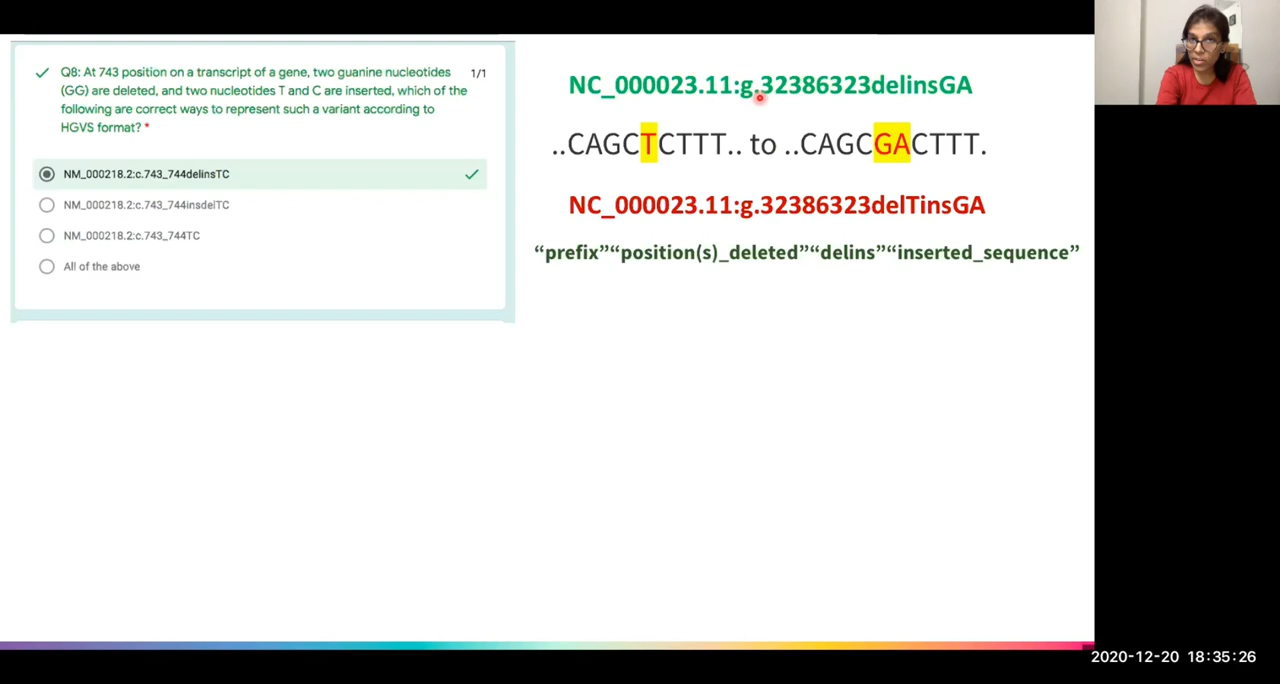 Q8: At 743 position on a transcript of a gene, two guanine nucleotides
1/1
(GG) are deleted, and two nucleotides T and C are inserted, which of the
following are correct ways to represent such a variant according to
HGVS format? *
NM_000218.2:c.743_744delinsTC
NM_000218.2:c.743_744insdelTC
NM_000218.2:c.743_744TC
All of the above
NC_000023.11:g.32386323delinsGA
..CAGCTCTTT.. to ..CAGCGACTTT.
NC_000023.11:g.32386323delTinsGA
“prefix”“position(s)_deleted”“delins”“inserted_sequence”
2020-12-20 18:35:26